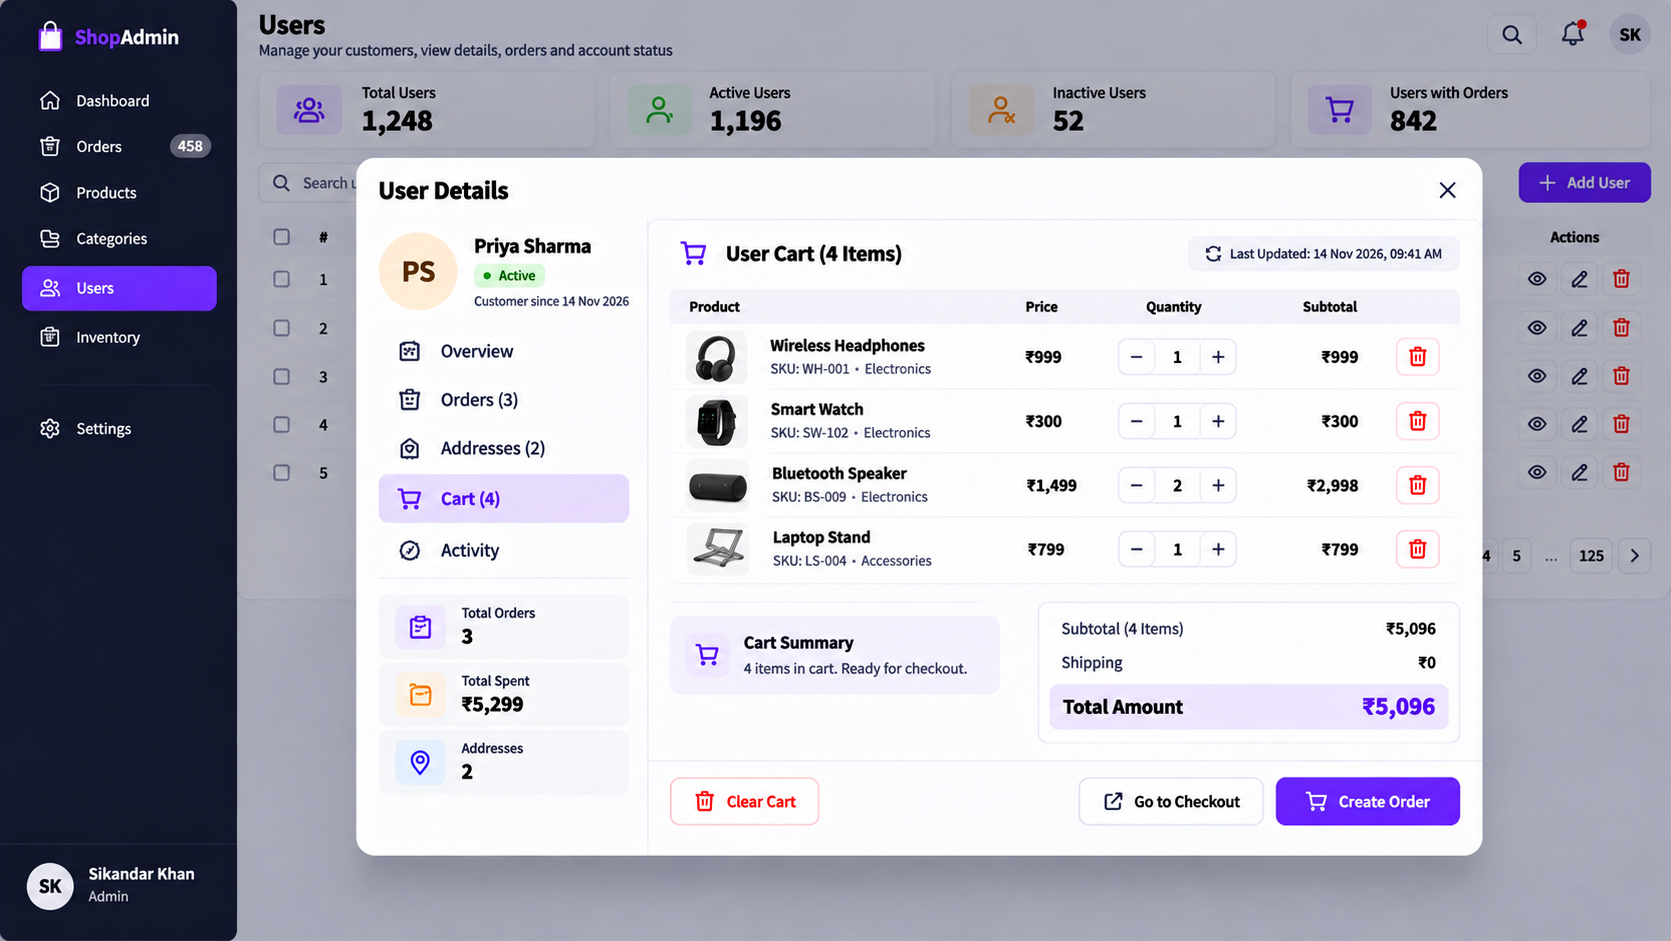 ShopAdmin
Dashboard
Orders 458
Products
Categories
Users
Inventory
Settings
SK
Sikandar Khan
Admin
Users
Manage your customers, view details, orders and account status
SK
Total Users
1,248
Active Users
1,196
Inactive Users
52
Users with Orders
842
Search u
Add User
#
Actions
1
2
3
4
5
4 5 ... 125
User Details
PS
Priya Sharma
Active
Customer since 14 Nov 2026
Overview
Orders (3)
Addresses (2)
Cart (4)
Activity
Total Orders
3
Total Spent
₹5,299
Addresses
2
User Cart (4 Items)
Last Updated: 14 Nov 2026, 09:41 AM
Product Price Quantity Subtotal
Wireless Headphones
SKU: WH-001 • Electronics
₹999 − 1 + ₹999
Smart Watch
SKU: SW-102 • Electronics
₹300 − 1 + ₹300
Bluetooth Speaker
SKU: BS-009 • Electronics
₹1,499 − 2 + ₹2,998
Laptop Stand
SKU: LS-004 • Accessories
₹799 − 1 + ₹799
Cart Summary
4 items in cart. Ready for checkout.
Subtotal (4 Items) ₹5,096
Shipping ₹0
Total Amount ₹5,096
Clear Cart
Go to Checkout
Create Order